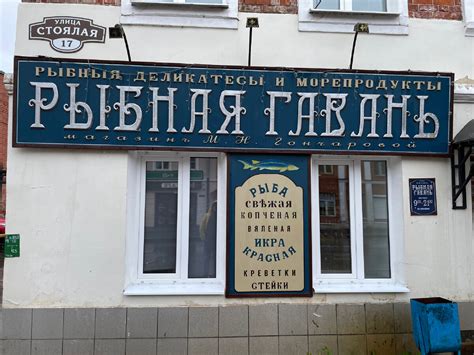 УЛИЦА
СТОЯЛАЯ
17
РЫБНЫЯ ДЕЛИКАТЕСЫ И МОРЕПРОДУКТЫ
РЫБНАЯ ГАВАНЬ
магазинъ М. Н. Гончаровой
РЫБА
СВѢЖАЯ
КОПЧЕНАЯ
ВЯЛЕНАЯ
ИКРА
КРАСНАЯ
КРЕВЕТКИ
СТЕЙКИ
РЫБНАЯ
ГАВАНЬ